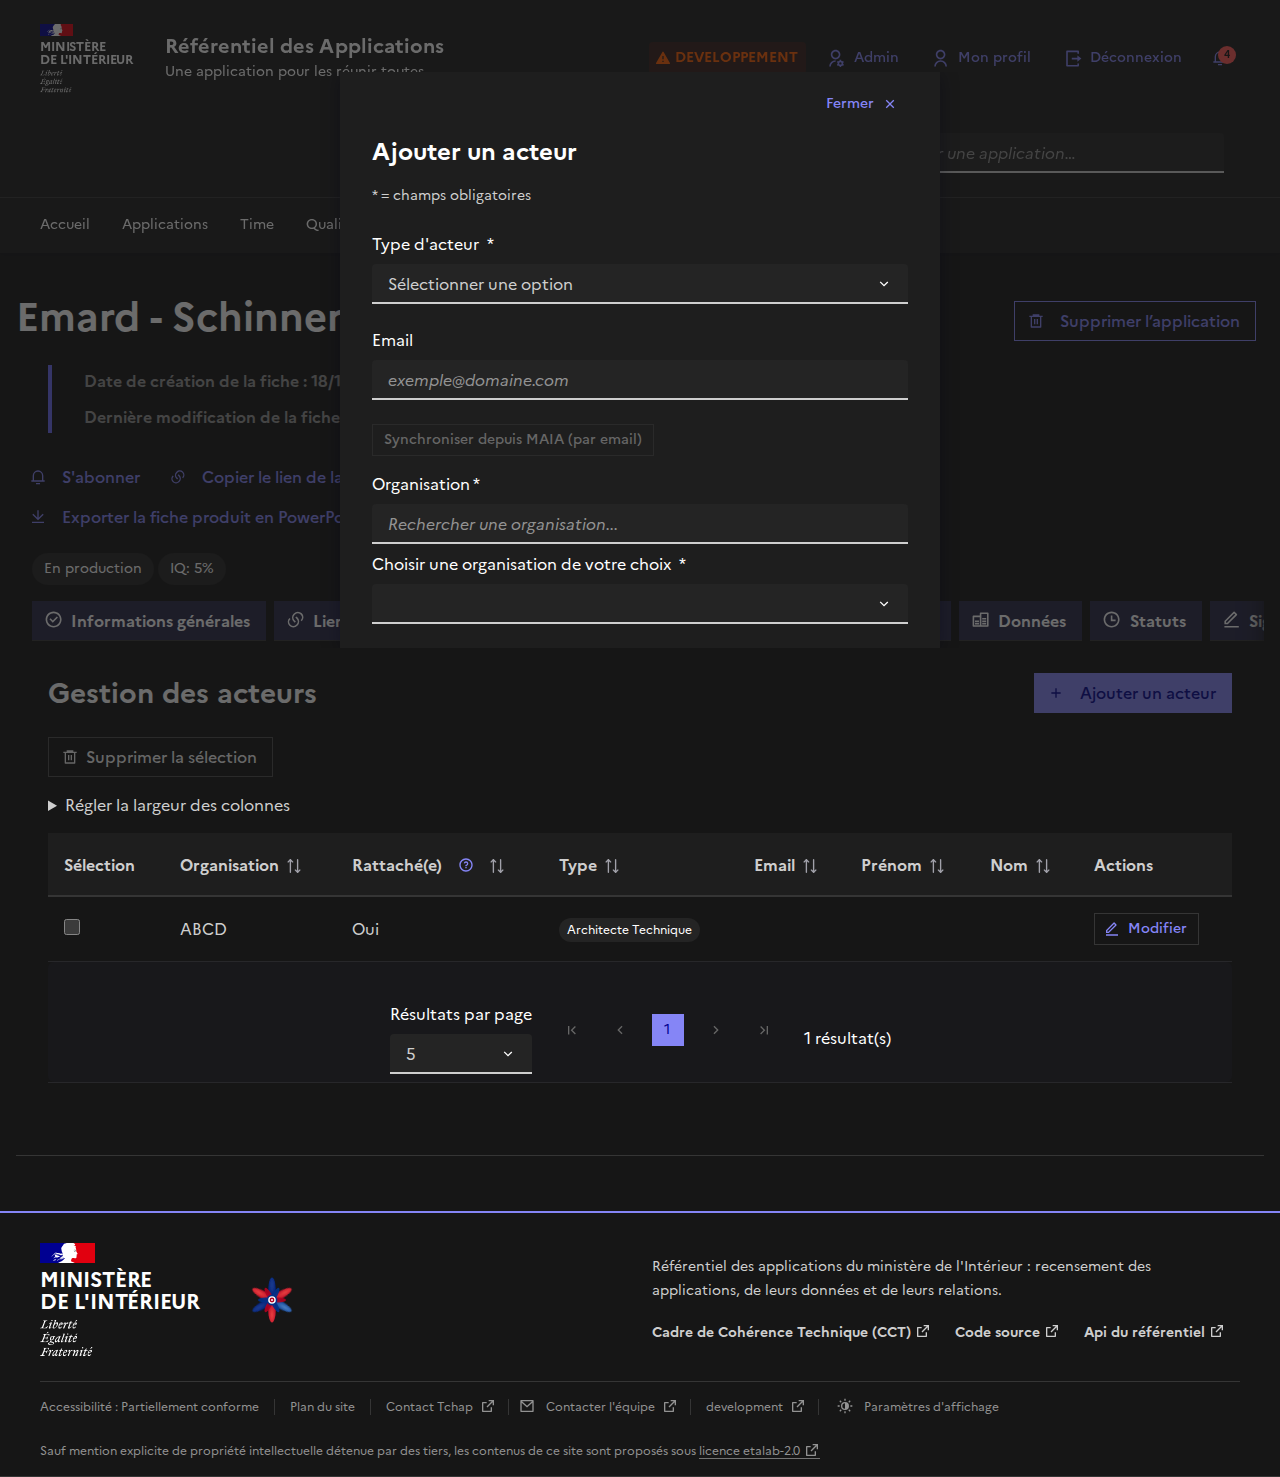 MINISTÈRE
DE L'INTÉRIEUR
Liberté
Égalité
Fraternité
Référentiel des Applications
Une application pour les réunir toutes
DEVELOPPEMENT
Admin
Mon profil
Déconnexion
4
une application...
Accueil
Applications
Time
Quali
Fermer
Ajouter un acteur
* = champs obligatoires
Type d'acteur *
Sélectionner une option
Email
exemple@domaine.com
Synchroniser depuis MAIA (par email)
Organisation *
Rechercher une organisation...
Choisir une organisation de votre choix *
Emard - Schinner
Supprimer l’application
Date de création de la fiche : 18/1
Dernière modification de la fiche
S'abonner
Copier le lien de la
Exporter la fiche produit en PowerPo
En production
IQ: 5%
Informations générales
Lien
Données
Statuts
Sig
Gestion des acteurs
Ajouter un acteur
Supprimer la sélection
Régler la largeur des colonnes
Sélection Organisation Rattaché(e) Type Email Prénom Nom Actions
ABCD Oui Architecte Technique Modifier
Résultats par page
5
1
1 résultat(s)
MINISTÈRE
DE L'INTÉRIEUR
Liberté
Égalité
Fraternité
Référentiel des applications du ministère de l'Intérieur : recensement des
applications, de leurs données et de leurs relations.
Cadre de Cohérence Technique (CCT) Code source Api du référentiel
Accessibilité : Partiellement conforme Plan du site Contact Tchap Contacter l'équipe development Paramètres d'affichage
Sauf mention explicite de propriété intellectuelle détenue par des tiers, les contenus de ce site sont proposés sous licence etalab-2.0